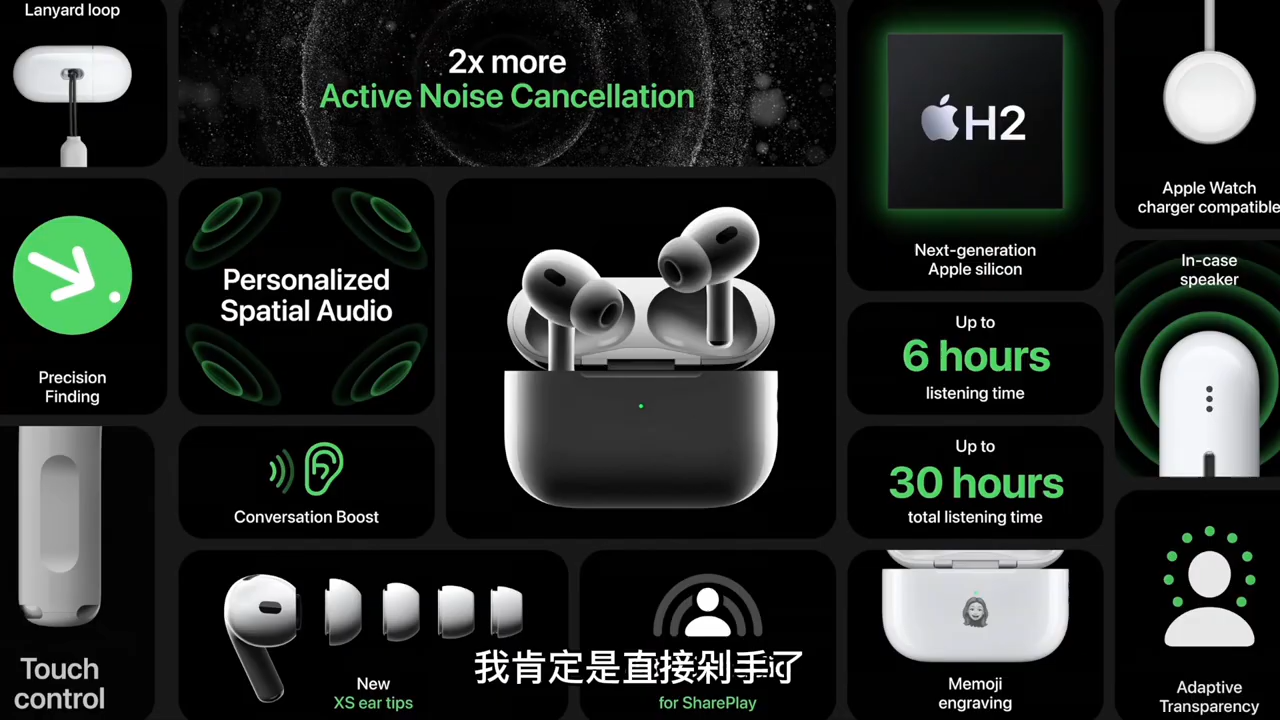 Lanyard loop
2x more
Active Noise Cancellation
H2
Next-generation
Apple silicon
Apple Watch
charger compatible
Precision
Finding
Personalized
Spatial Audio
Up to
6 hours
listening time
In-case
speaker
Conversation Boost
Up to
30 hours
total listening time
Touch
control
New
XS ear tips
我肯定是直接剁手了
for SharePlay
Memoji
engraving
Adaptive
Transparency